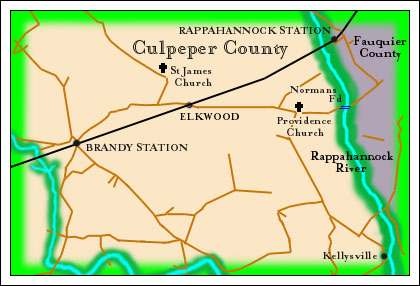 RAPPAHANNOCK STATION
Culpeper County
Fauquier
County
St James
Church
Normans
Fd
ELKWOOD
Providence
Church
BRANDY STATION
Rappahannock
River
Kellysville